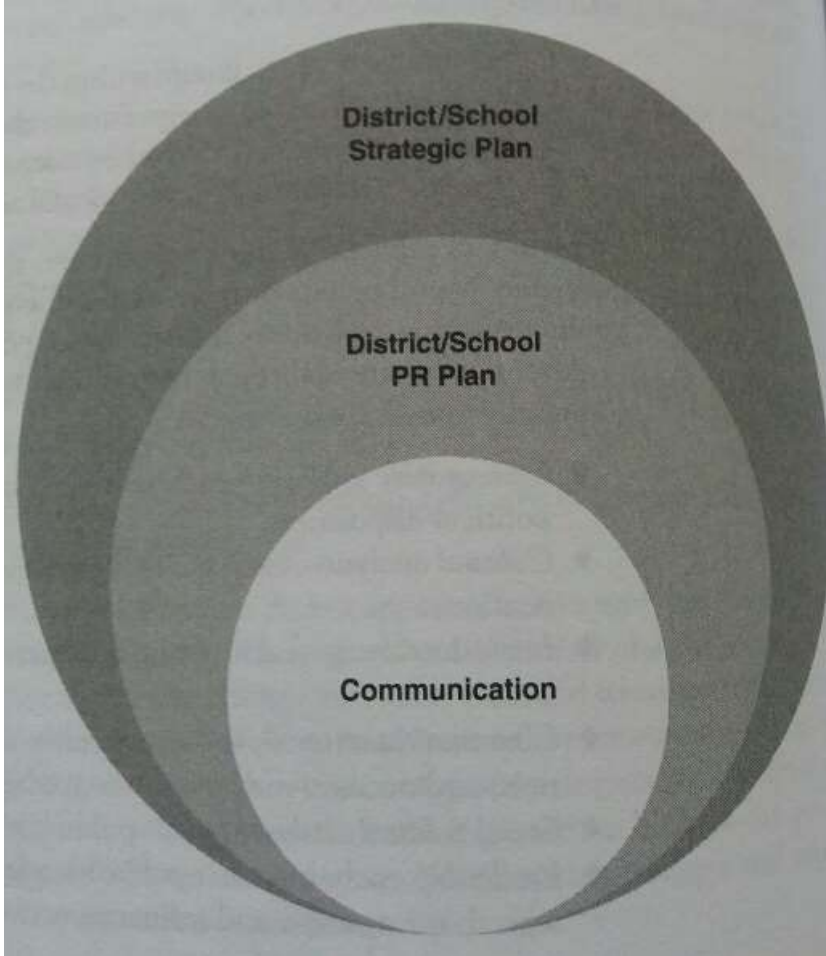 District/School
Strategic Plan
District/School
PR Plan
Communication